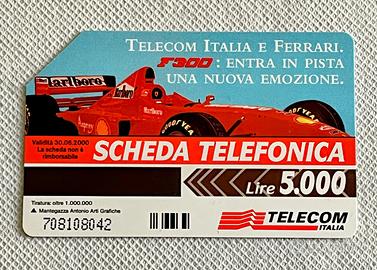 TELECOM ITALIA E FERRARI.
F300: ENTRA IN PISTA
UNA NUOVA EMOZIONE.
Marlboro
Marlboro
GOODYEAR
GOODYEAR
Validità 30.06.2000
La scheda non è
rimborsabile
SCHEDA TELEFONICA
Lire 5.000
Tiratura: oltre 1.000.000
Mantegazza Antonio Arti Grafiche
708108042
TELECOM
ITALIA